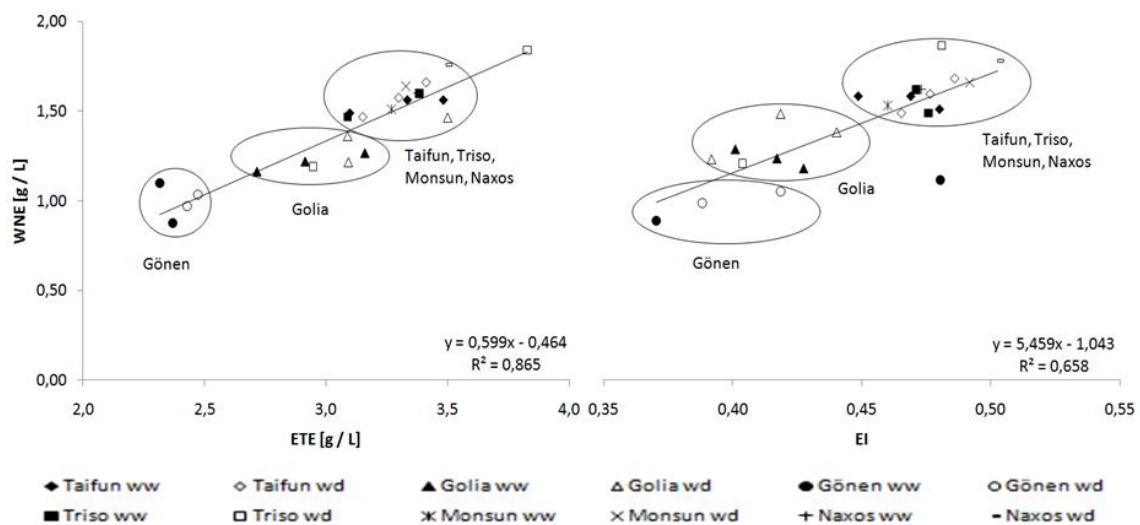 2,00
1,50
1,00
0,50
0,00
WNE [g / L]
Taifun, Triso,
Monsun, Naxos
Golia
Gönen
y = 0,599x - 0,464
R² = 0,865
2,0 2,5 3,0 3,5 4,0
ETE [g / L]
Taifun, Triso,
Monsun, Naxos
Golia
Gönen
y = 5,459x - 1,043
R² = 0,658
0,35 0,40 0,45 0,50 0,55
EI
Taifun ww Taifun wd Golia ww Golia wd Gönen ww Gönen wd
Triso ww Triso wd Monsun ww Monsun wd Naxos ww Naxos wd